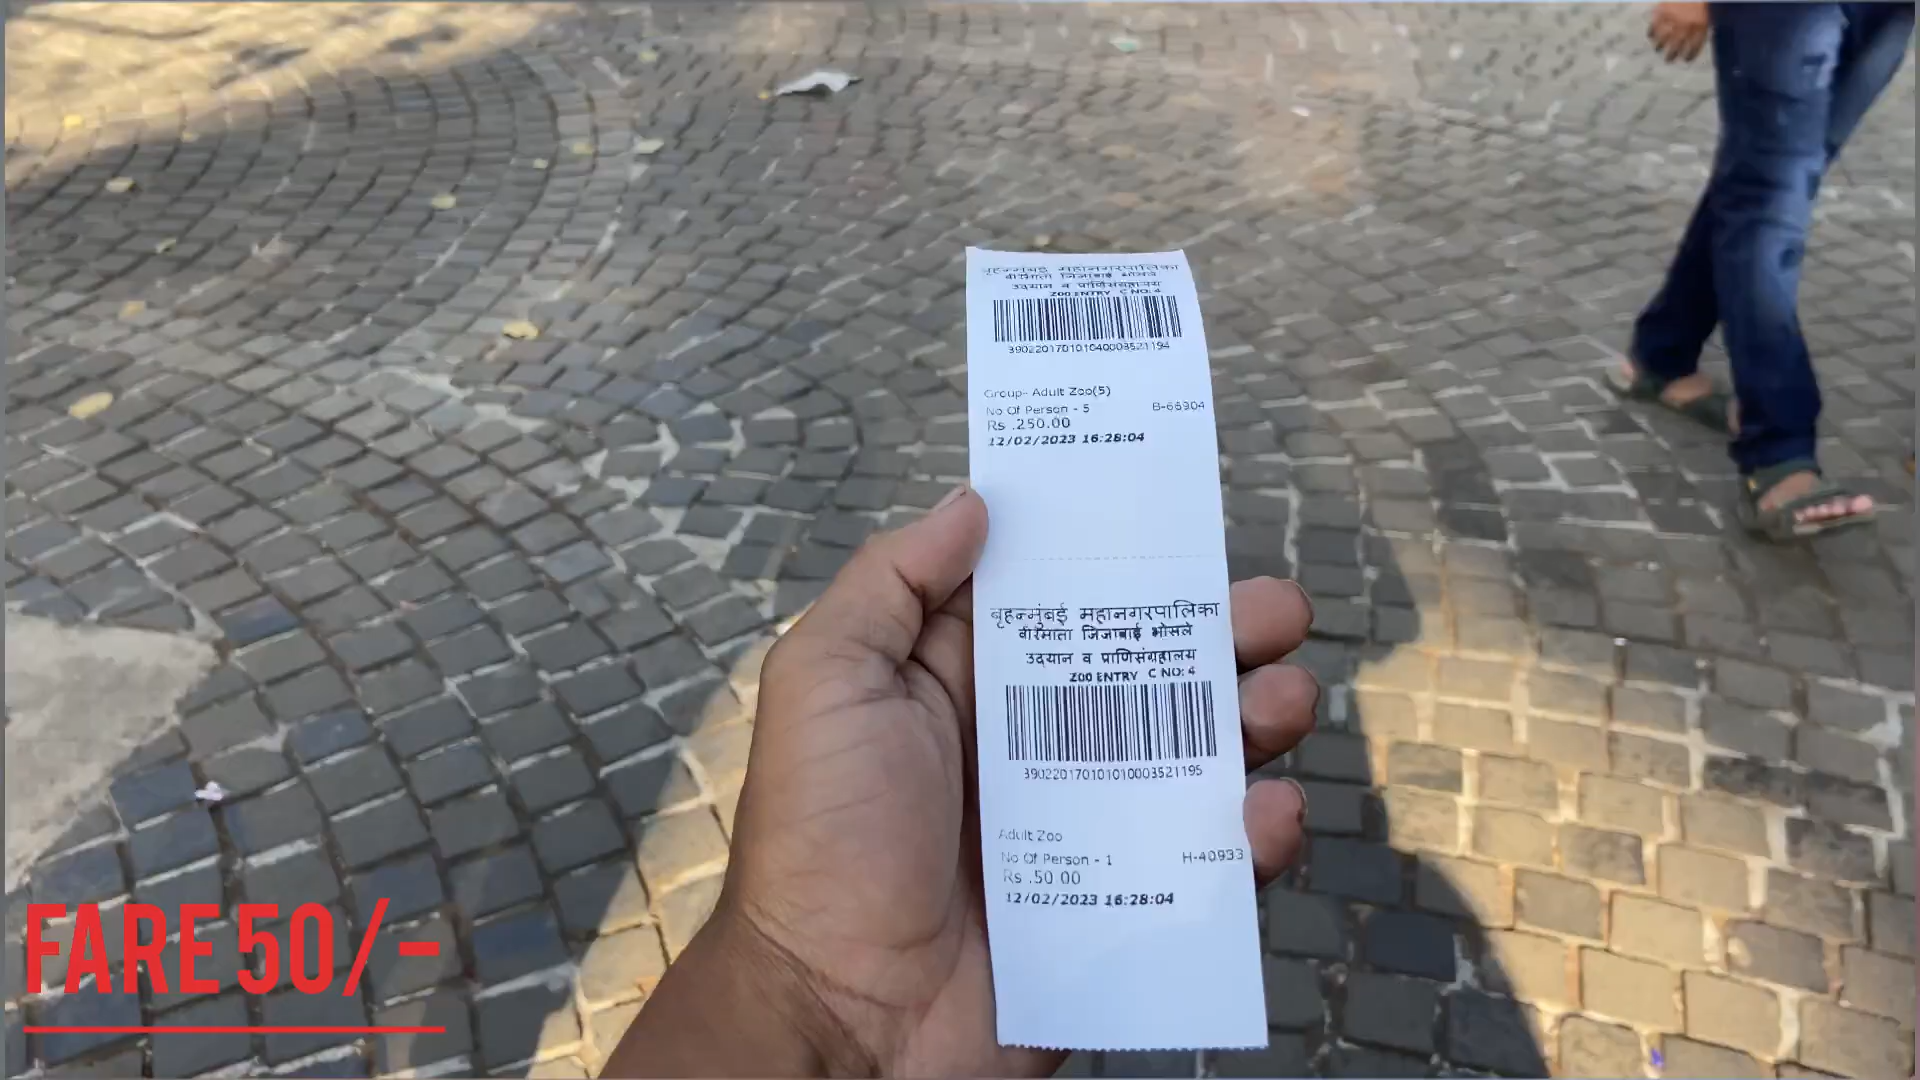 बृहन्मुंबई महानगरपालिका
वीरमाता जिजाबाई भोसले
उदयान व प्राणिसंग्रहालय
ZOO ENTRY C NO: 4
390220170101040003521194
Group- Adult Zoo(5)
No Of Person - 5 B-66904
Rs .250.00
12/02/2023 16:28:04
बृहन्मुंबई महानगरपालिका
वीरमाता जिजाबाई भोसले
उदयान व प्राणिसंग्रहालय
ZOO ENTRY C NO: 4
390220170101010003521195
Adult Zoo
No Of Person - 1 H-40933
Rs .50.00
12/02/2023 16:28:04
FARE 50/-